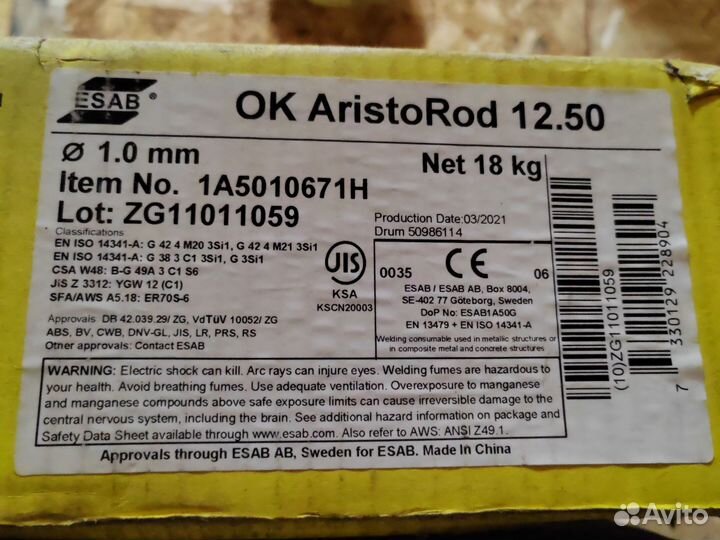 ESAB®
OK AristoRod 12.50
Ø 1.0 mm
Net 18 kg
Item No. 1A5010671H
Lot: ZG11011059
Production Date:03/2021
Drum 50986114
Classifications
EN ISO 14341-A: G 42 4 M20 3Si1, G 42 4 M21 3Si1
EN ISO 14341-A: G 38 3 C1 3Si1, G 3Si1
CSA W48: B-G 49A 3 C1 S6
JiS Z 3312: YGW 12 (C1)
SFA/AWS A5.18: ER70S-6
JIS
KSA
KSCN20003
0035 CE 06
ESAB / ESAB AB, Box 8004,
SE-402 77 Göteborg, Sweden
DoP No: ESAB1A50G
EN 13479 + EN ISO 14341-A
Approvals DB 42.039.29/ ZG, VdTüV 10052/ ZG
ABS, BV, CWB, DNV-GL, JIS, LR, PRS, RS
Other approvals: Contact ESAB
Welding consumable used in metallic structures or
in composite metal and concrete structures
WARNING: Electric shock can kill. Arc rays can injure eyes. Welding fumes are hazardous to
your health. Avoid breathing fumes. Use adequate ventilation. Overexposure to manganese
and manganese compounds above safe exposure limits can cause irreversible damage to the
central nervous system, including the brain. See additional hazard information on package and
Safety Data Sheet available through www.esab.com. Also refer to AWS: ANSI Z49.1.
Approvals through ESAB AB, Sweden for ESAB. Made In China
(10)ZG11011059
7 330129 1228904
Avito